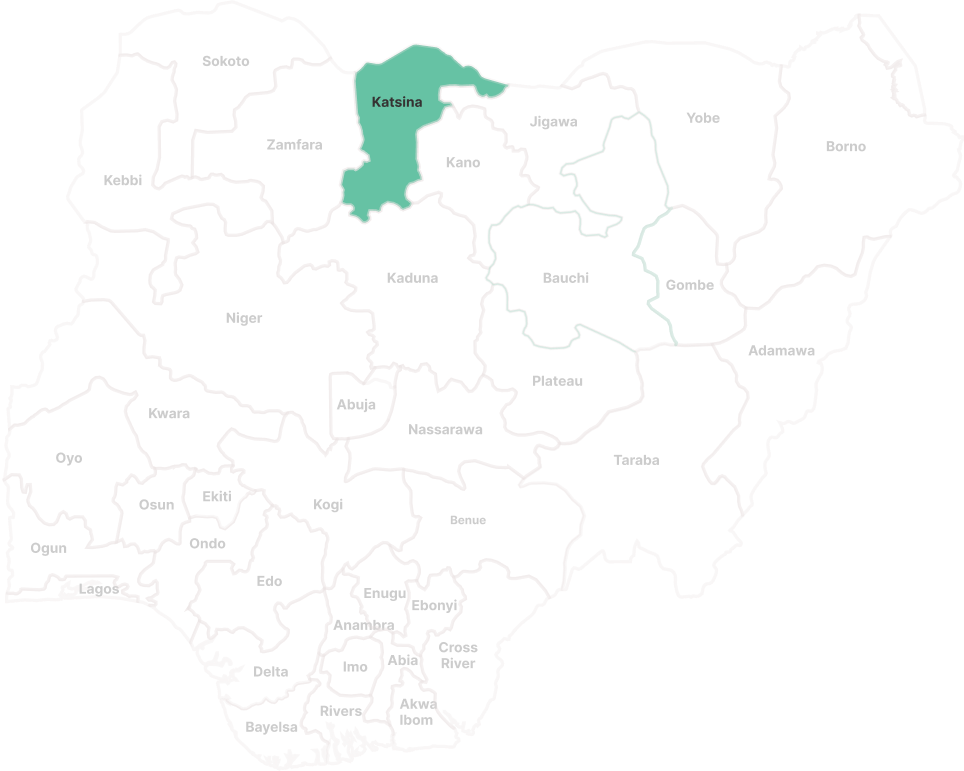 Sokoto
Katsina
Yobe
Jigawa
Zamfara
Borno
Kano
Kebbi
Kaduna
Bauchi
Gombe
Niger
Adamawa
Plateau
Abuja
Kwara
Nassarawa
Oyo
Taraba
Ekiti
Osun
Kogi
Benue
Ondo
Ogun
Edo
Lagos
Enugu
Ebonyi
Anambra
Cross
River
Abia
Imo
Delta
Akwa
Ibom
Rivers
Bayelsa